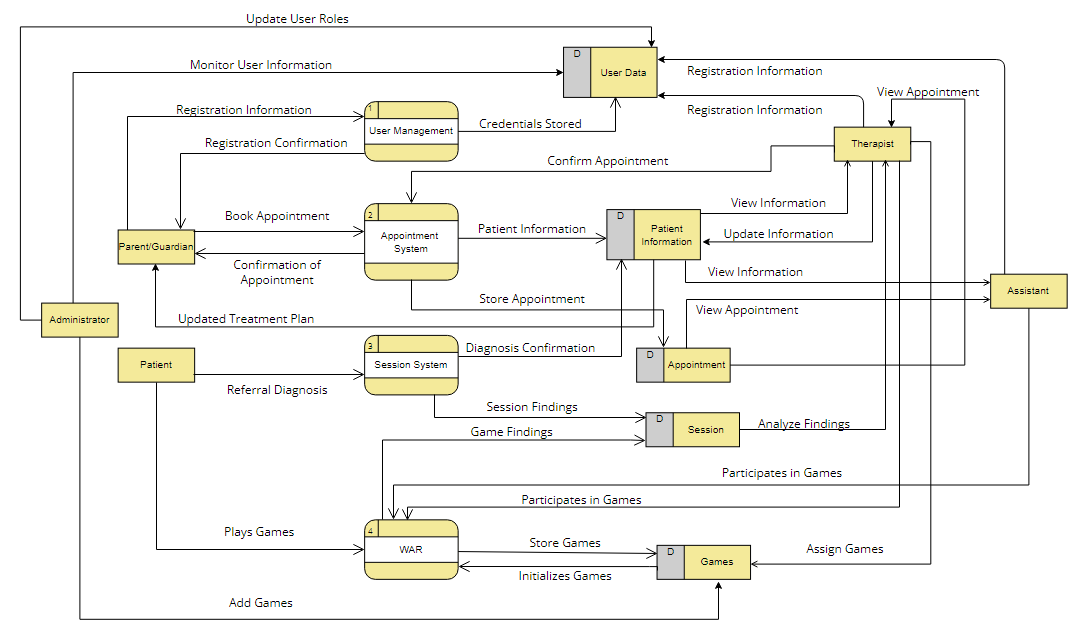 Update User Roles
Monitor User Information
D
User Data
Registration Information
Registration Information
View Appointment
Registration Information
1
User Management
Credentials Stored
Registration Confirmation
Therapist
Confirm Appointment
Book Appointment
2
Appointment
System
Patient Information
D
Patient
Information
View Information
Update Information
Parent/Guardian
Confirmation of
Appointment
View Information
Assistant
Store Appointment
View Appointment
Administrator
Updated Treatment Plan
3
Session System
Diagnosis Confirmation
D
Appointment
Patient
Referral Diagnosis
Session Findings
D
Session
Analyze Findings
Game Findings
Participates in Games
Participates in Games
Plays Games
4
WAR
Store Games
D
Games
Assign Games
Initializes Games
Add Games